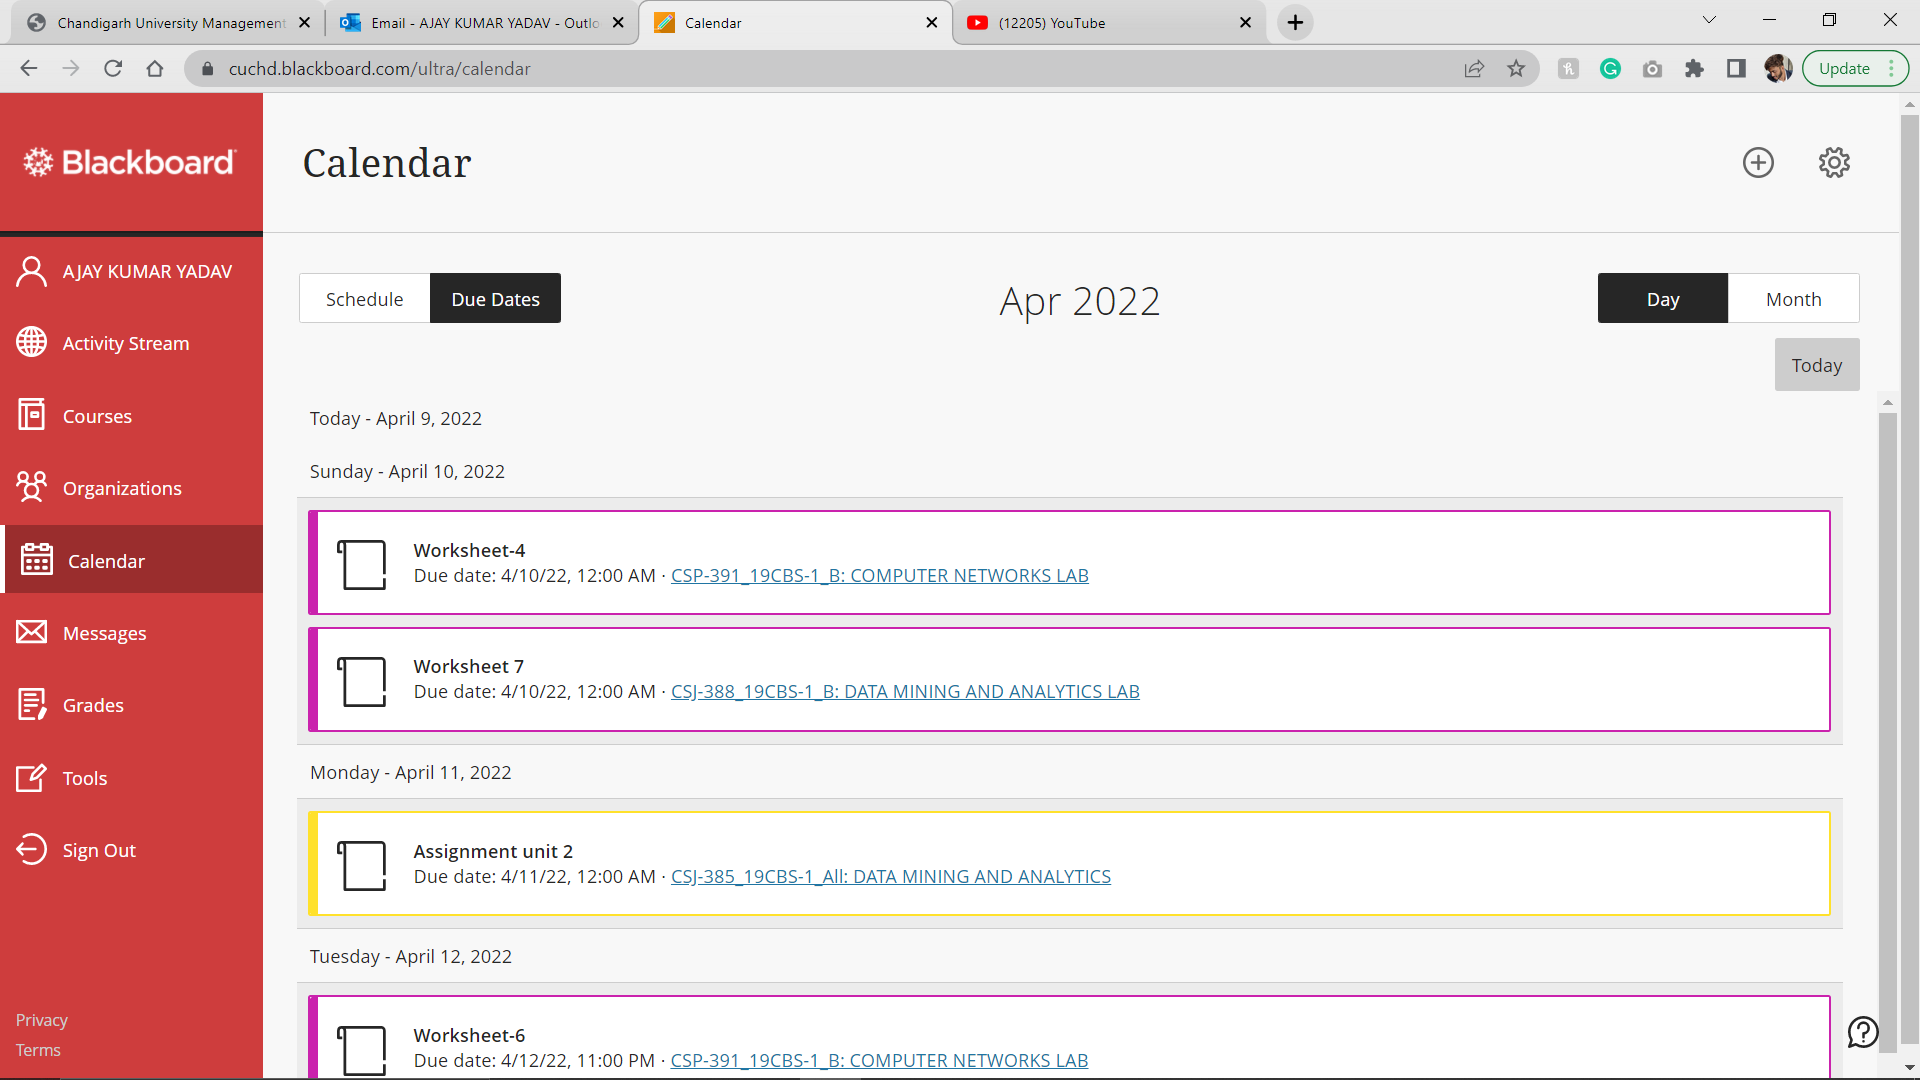 Chandigarh University Management
Email - AJAY KUMAR YADAV - Outlo
Calendar
(12205) YouTube
cuchd.blackboard.com/ultra/calendar
Update
Blackboard
Calendar
AJAY KUMAR YADAV
Activity Stream
Courses
Organizations
Calendar
Messages
Grades
Tools
Sign Out
Privacy
Terms
Schedule
Due Dates
Apr 2022
Day
Month
Today
Today - April 9, 2022
Sunday - April 10, 2022
Worksheet-4
Due date: 4/10/22, 12:00 AM · CSP-391_19CBS-1_B: COMPUTER NETWORKS LAB
Worksheet 7
Due date: 4/10/22, 12:00 AM · CSJ-388_19CBS-1_B: DATA MINING AND ANALYTICS LAB
Monday - April 11, 2022
Assignment unit 2
Due date: 4/11/22, 12:00 AM · CSJ-385_19CBS-1_All: DATA MINING AND ANALYTICS
Tuesday - April 12, 2022
Worksheet-6
Due date: 4/12/22, 11:00 PM · CSP-391_19CBS-1_B: COMPUTER NETWORKS LAB